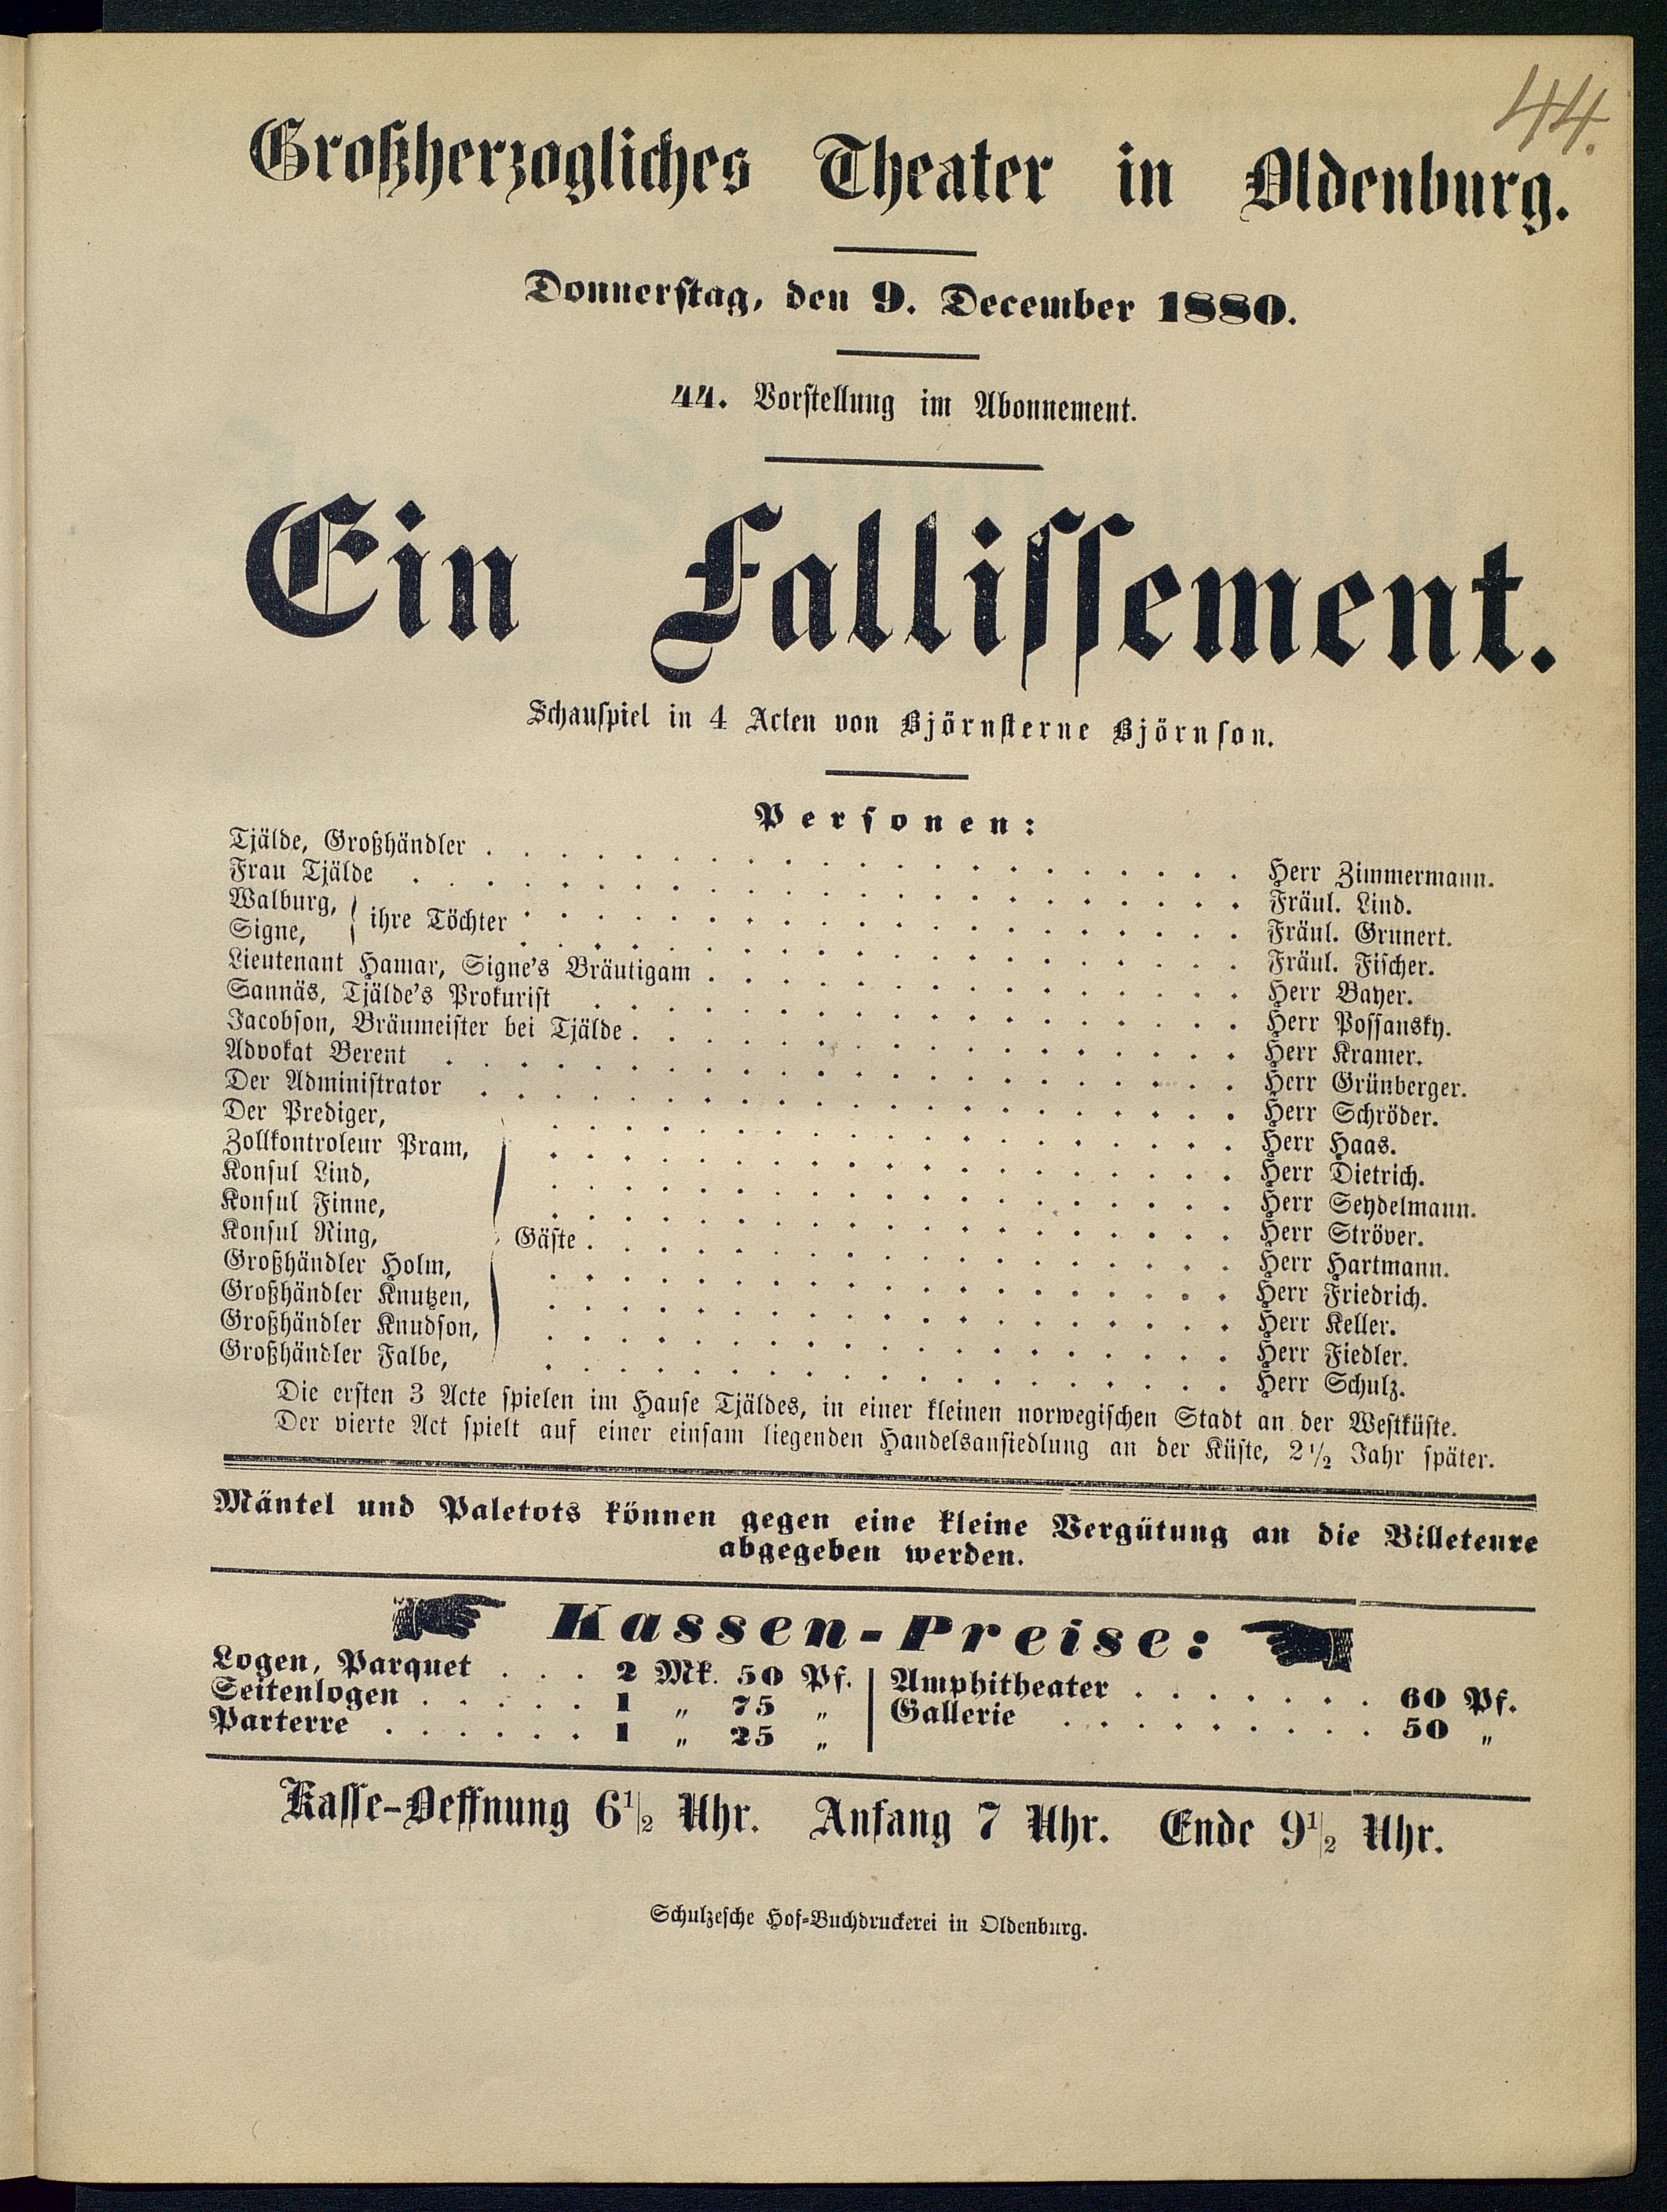 44.
Großherzogliches Theater in Oldenburg.
Donnerstag, den 9. December 1880.
44. Vorstellung im Abonnement.
Ein Fallissement.
Schauspiel in 4 Acten von Björnsterne Björnson.
Personen:
Tjälde, Großhändler . . . . . Herr Zimmermann.
Frau Tjälde . . . . . Fräul. Lind.
Walburg, } ihre Töchter . . . . . Fräul. Grunert.
Signe, . . . . . Fräul. Fischer.
Lieutenant Hamar, Signe's Bräutigam . . . . . Herr Bayer.
Sannäs, Tjälde's Prokurist . . . . . Herr Possansky.
Jacobson, Bräumeister bei Tjälde . . . . . Herr Kramer.
Advokat Berent . . . . . Herr Grünberger.
Der Administrator . . . . . Herr Schröder.
Der Prediger, . . . . . Herr Haas.
Zollkontroleur Pram, . . . . . Herr Dietrich.
Konsul Lind, . . . . . Herr Seydelmann.
Konsul Finne, . . . . . Herr Ströver.
Konsul Ring, } Gäste . . . . . Herr Hartmann.
Großhändler Holm, . . . . . Herr Friedrich.
Großhändler Knutzen, . . . . . Herr Keller.
Großhändler Knudson, . . . . . Herr Fiedler.
Großhändler Falbe, . . . . . Herr Schulz.
Die ersten 3 Acte spielen im Hause Tjäldes, in einer kleinen norwegischen Stadt an der Westküste.
Der vierte Act spielt auf einer einsam liegenden Handelsansiedlung an der Küste, 2 1/2 Jahr später.
Mäntel und Paletots können gegen eine kleine Vergütung an die Billeteure
abgegeben werden.
Kassen-Preise:
Logen, Parquet . . . 2 Mk. 50 Pf.
Seitenlogen . . . . . 1 „ 75 „
Parterre . . . . . . 1 „ 25 „
Amphitheater . . . . . . . 60 Pf.
Gallerie . . . . . . . . . 50 „
Kasse-Oeffnung 6 1/2 Uhr. Anfang 7 Uhr. Ende 9 1/2 Uhr.
Schulzesche Hof-Buchdruckerei in Oldenburg.